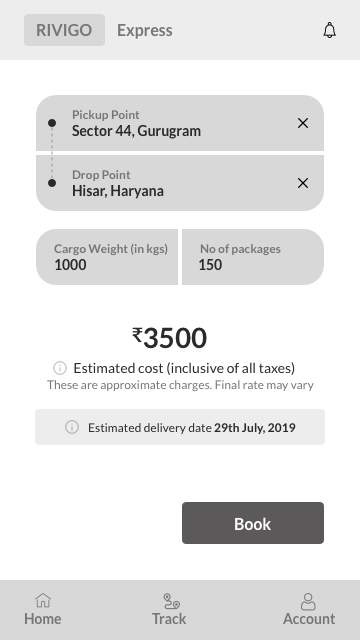 RIVIGO Express
Pickup Point
Sector 44, Gurugram
Drop Point
Hisar, Haryana
Cargo Weight (in kgs) No of packages
1000 150
₹3500
Estimated cost (inclusive of all taxes)
These are approximate charges. Final rate may vary
Estimated delivery date 29th July, 2019
Book
Home Track Account